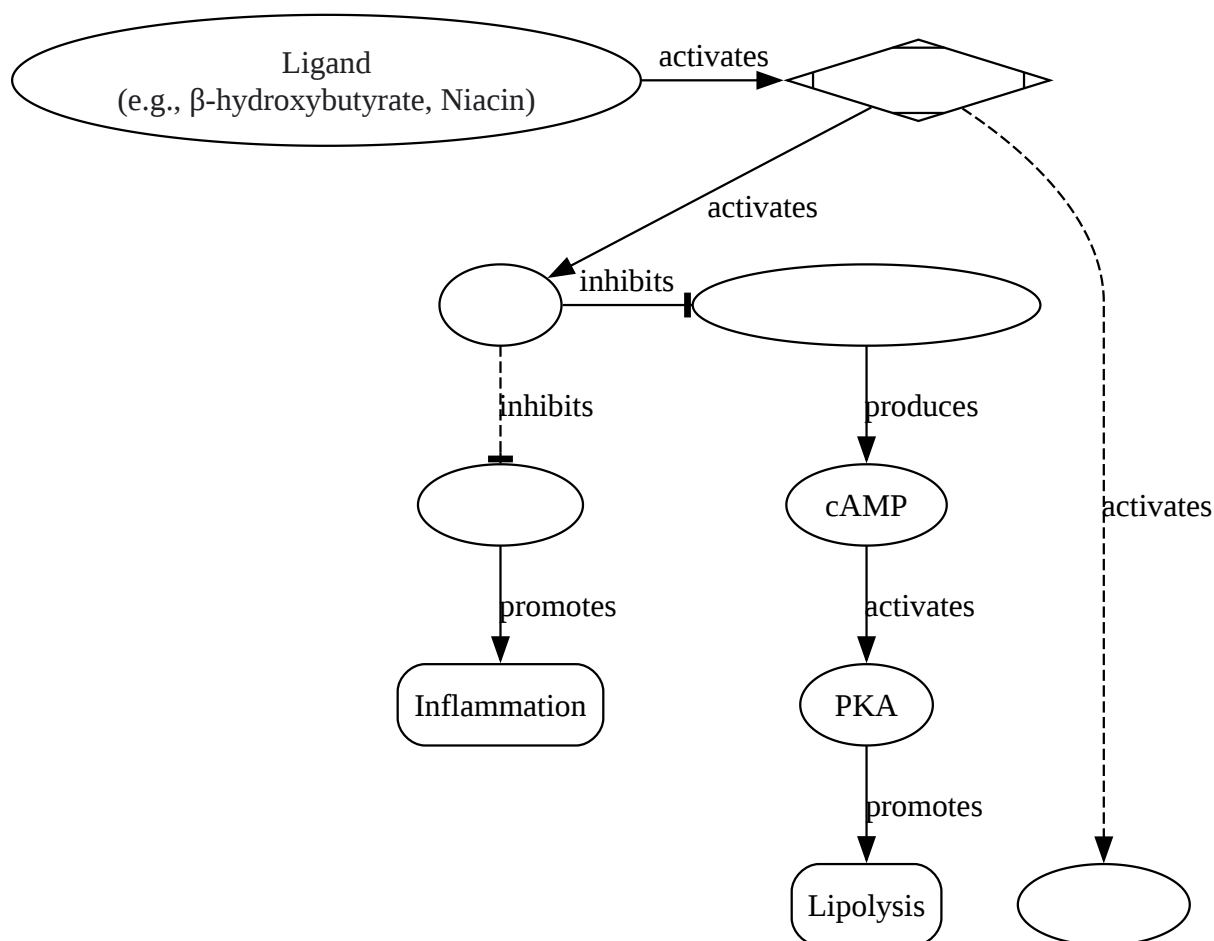 Ligand
(e.g., β-hydroxybutyrate, Niacin)
activates
activates
inhibits
inhibits
produces
cAMP
activates
promotes
activates
Inflammation
PKA
promotes
Lipolysis